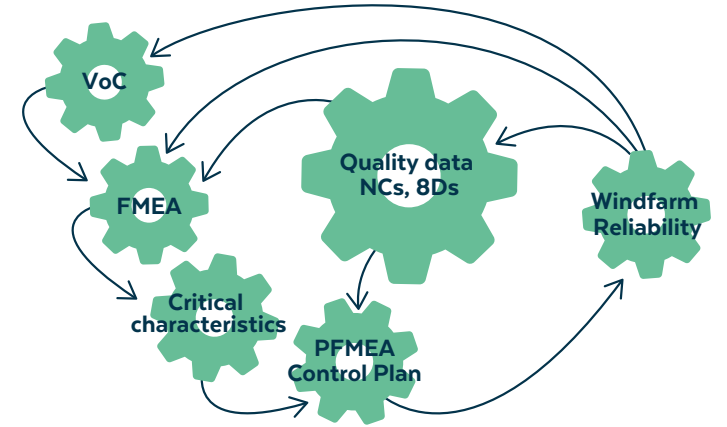 VoC
Quality data
NCs, 8Ds
FMEA
Windfarm
Reliability
Critical
characteristics
PFMEA
Control Plan